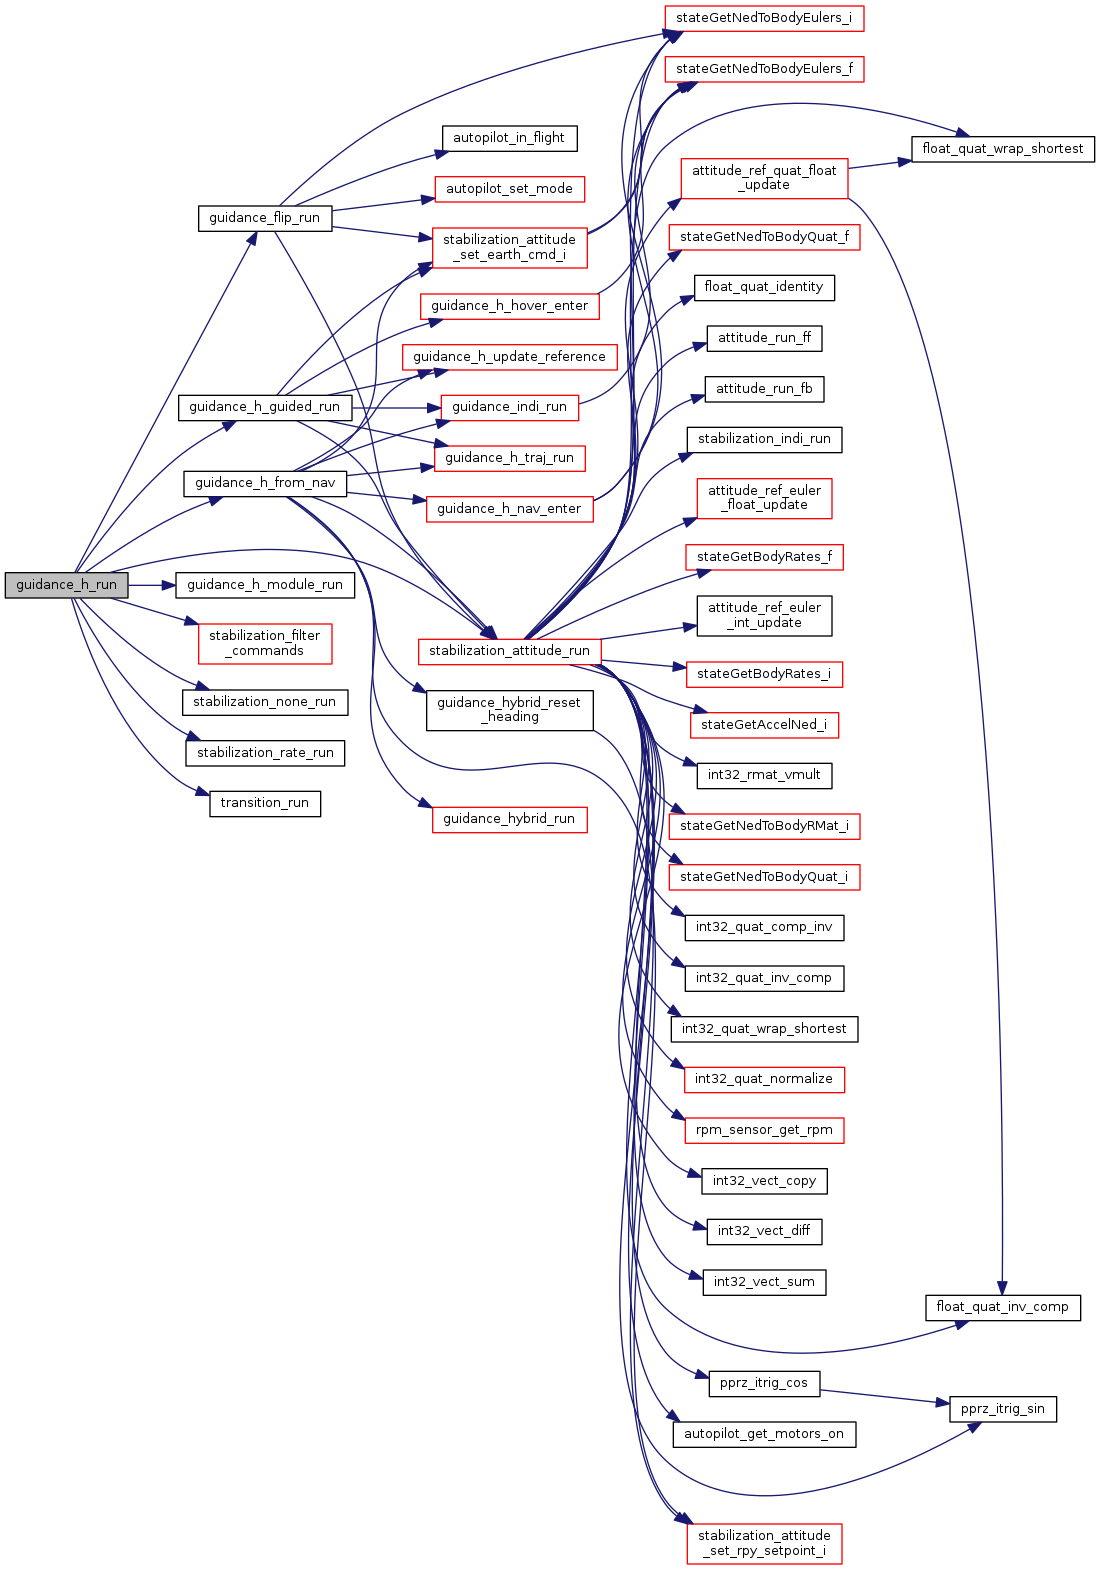 guidance_h_run
guidance_flip_run
guidance_h_guided_run
guidance_h_from_nav
guidance_h_module_run
stabilization_filter
_commands
stabilization_none_run
stabilization_rate_run
transition_run
autopilot_in_flight
autopilot_set_mode
stabilization_attitude
_set_earth_cmd_i
guidance_h_hover_enter
guidance_h_update_reference
guidance_indi_run
guidance_h_traj_run
guidance_h_nav_enter
stabilization_attitude_run
guidance_hybrid_reset
_heading
guidance_hybrid_run
stateGetNedToBodyEulers_i
stateGetNedToBodyEulers_f
attitude_ref_quat_float
_update
stateGetNedToBodyQuat_f
float_quat_identity
attitude_run_ff
attitude_run_fb
stabilization_indi_run
attitude_ref_euler
_float_update
stateGetBodyRates_f
attitude_ref_euler
_int_update
stateGetBodyRates_i
stateGetAccelNed_i
int32_rmat_vmult
stateGetNedToBodyRMat_i
stateGetNedToBodyQuat_i
int32_quat_comp_inv
int32_quat_inv_comp
int32_quat_wrap_shortest
int32_quat_normalize
rpm_sensor_get_rpm
int32_vect_copy
int32_vect_diff
int32_vect_sum
pprz_itrig_cos
autopilot_get_motors_on
stabilization_attitude
_set_rpy_setpoint_i
float_quat_wrap_shortest
float_quat_inv_comp
pprz_itrig_sin